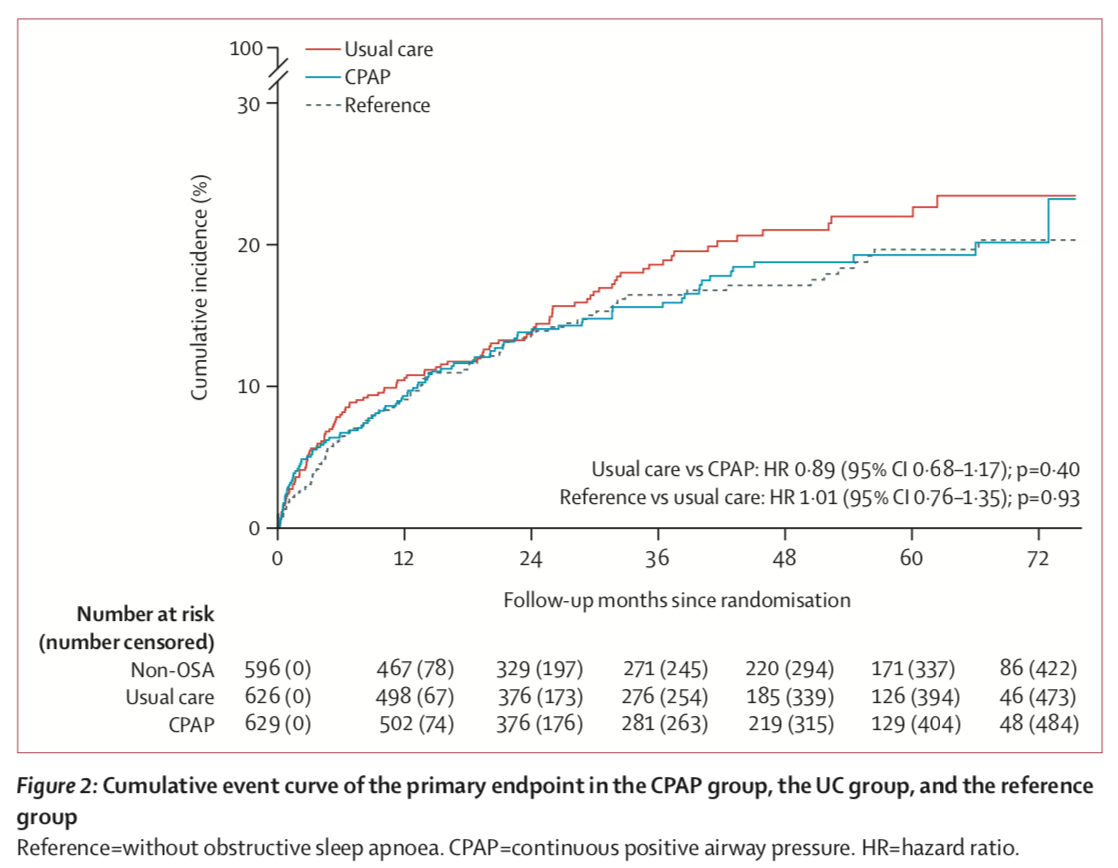 100
Usual care
CPAP
30
Reference
Cumulative incidence (%)
20
10
Usual care vs CPAP: HR 0·89 (95% CI 0·68–1·17); p=0·40
Reference vs usual care: HR 1·01 (95% CI 0·76–1·35); p=0·93
0
0 12 24 36 48 60 72
Follow-up months since randomisation
Number at risk
(number censored)
Non-OSA 596 (0) 467 (78) 329 (197) 271 (245) 220 (294) 171 (337) 86 (422)
Usual care 626 (0) 498 (67) 376 (173) 276 (254) 185 (339) 126 (394) 46 (473)
CPAP 629 (0) 502 (74) 376 (176) 281 (263) 219 (315) 129 (404) 48 (484)
Figure 2: Cumulative event curve of the primary endpoint in the CPAP group, the UC group, and the reference
group
Reference=without obstructive sleep apnoea. CPAP=continuous positive airway pressure. HR=hazard ratio.